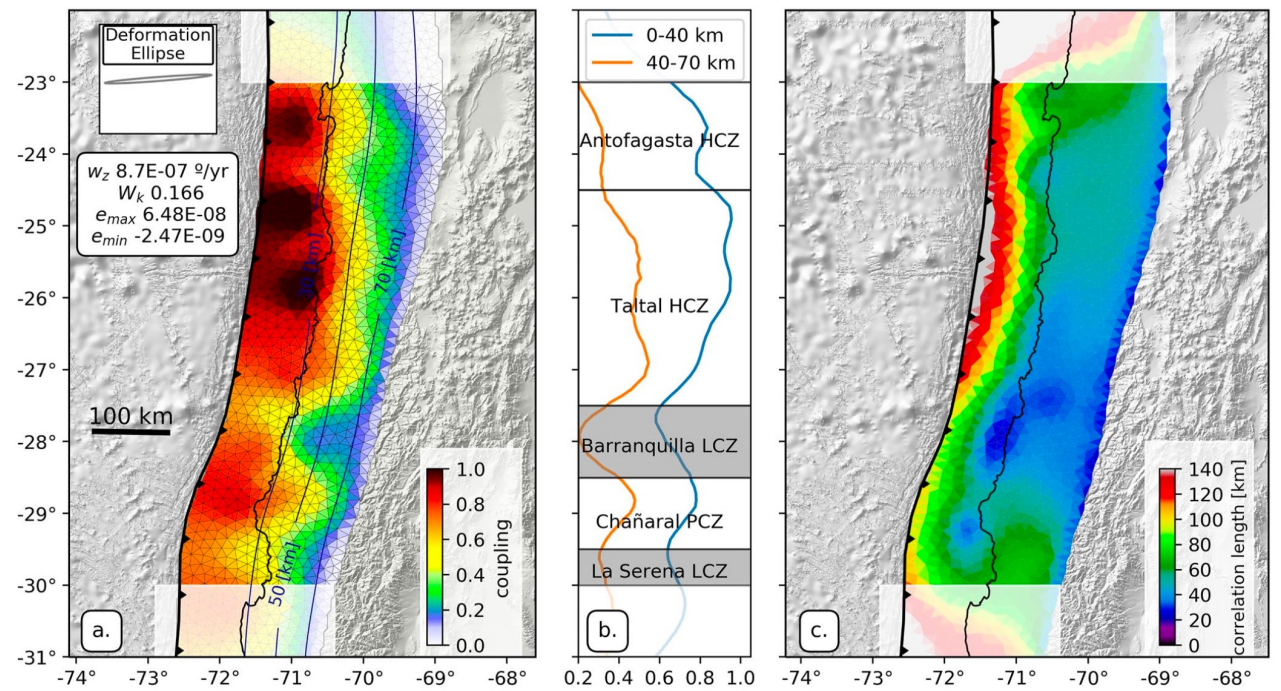 Deformation
Ellipse
w_z 8.7E-07 º/yr
W_k 0.166
e_max 6.48E-08
e_min -2.47E-09
100 km
50 [km]
70 [km]
50 [km]
1.0
0.8
0.6
0.4
0.2
0.0
coupling
a.
-23°
-24°
-25°
-26°
-27°
-28°
-29°
-30°
-31°
-74° -73° -72° -71° -70° -69° -68°
0-40 km
40-70 km
Antofagasta HCZ
Taltal HCZ
Barranquilla LCZ
Chañaral PCZ
La Serena LCZ
b.
0.2 0.4 0.6 0.8 1.0
140
120
100
80
60
40
20
0
correlation length [km]
c.
-74° -73° -72° -71° -70° -69° -68°